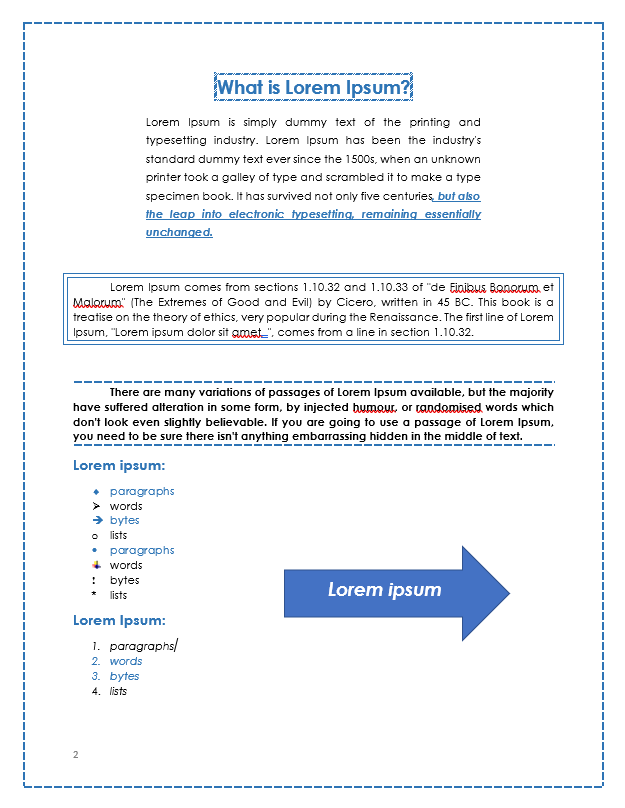 What is Lorem Ipsum?
Lorem Ipsum is simply dummy text of the printing and
typesetting industry. Lorem Ipsum has been the industry's
standard dummy text ever since the 1500s, when an unknown
printer took a galley of type and scrambled it to make a type
specimen book. It has survived not only five centuries, but also
the leap into electronic typesetting, remaining essentially
unchanged.
Lorem Ipsum comes from sections 1.10.32 and 1.10.33 of "de Finibus Bonorum et
Malorum" (The Extremes of Good and Evil) by Cicero, written in 45 BC. This book is a
treatise on the theory of ethics, very popular during the Renaissance. The first line of Lorem
Ipsum, "Lorem ipsum dolor sit amet..", comes from a line in section 1.10.32.
There are many variations of passages of Lorem Ipsum available, but the majority
have suffered alteration in some form, by injected humour, or randomised words which
don't look even slightly believable. If you are going to use a passage of Lorem Ipsum,
you need to be sure there isn't anything embarrassing hidden in the middle of text.
Lorem ipsum:
♦ paragraphs
➢ words
➔ bytes
o lists
• paragraphs
words
! bytes
* lists
Lorem ipsum
Lorem Ipsum:
1. paragraphs
2. words
3. bytes
4. lists
2